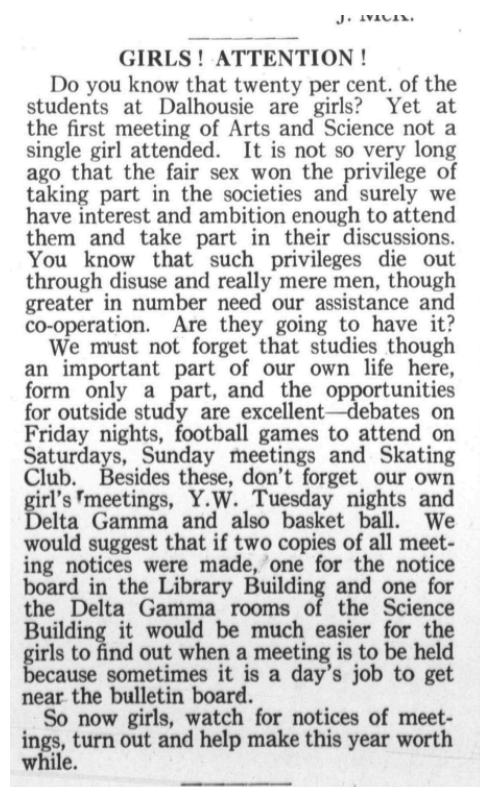 J. McK.
GIRLS! ATTENTION!
Do you know that twenty per cent. of the
students at Dalhousie are girls? Yet at
the first meeting of Arts and Science not a
single girl attended. It is not so very long
ago that the fair sex won the privilege of
taking part in the societies and surely we
have interest and ambition enough to attend
them and take part in their discussions.
You know that such privileges die out
through disuse and really mere men, though
greater in number need our assistance and
co-operation. Are they going to have it?
We must not forget that studies though
an important part of our own life here,
form only a part, and the opportunities
for outside study are excellent—debates on
Friday nights, football games to attend on
Saturdays, Sunday meetings and Skating
Club. Besides these, don't forget our own
girl's meetings, Y.W. Tuesday nights and
Delta Gamma and also basket ball. We
would suggest that if two copies of all meet-
ing notices were made, one for the notice
board in the Library Building and one for
the Delta Gamma rooms of the Science
Building it would be much easier for the
girls to find out when a meeting is to be held
because sometimes it is a day's job to get
near the bulletin board.
So now girls, watch for notices of meet-
ings, turn out and help make this year worth
while.